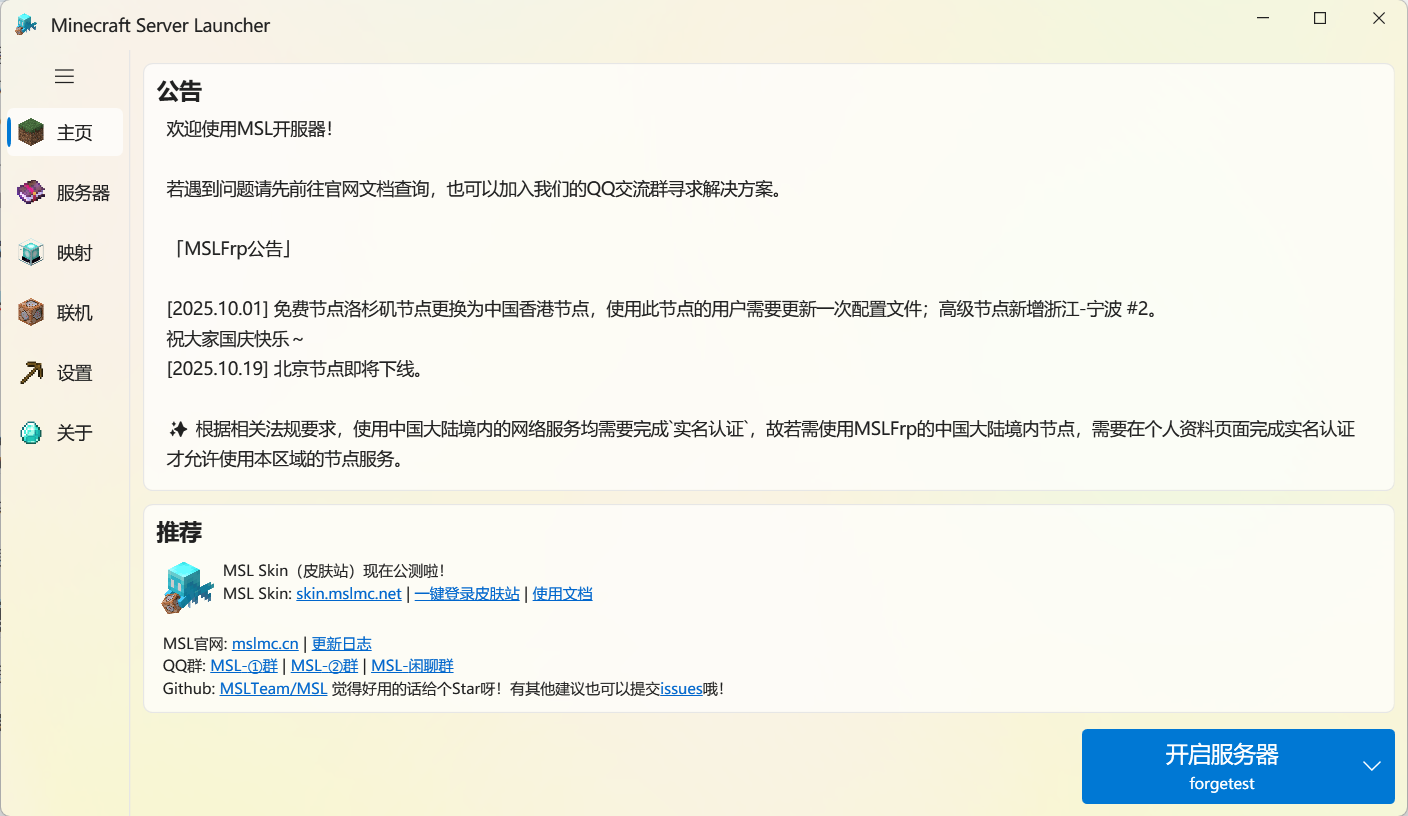 Minecraft Server Launcher
主页
服务器
映射
联机
设置
关于
公告
欢迎使用MSL开服器！
若遇到问题请先前往官网文档查询，也可以加入我们的QQ交流群寻求解决方案。
「MSLFrp公告」
[2025.10.01] 免费节点洛杉矶节点更换为中国香港节点，使用此节点的用户需要更新一次配置文件；高级节点新增浙江-宁波 #2。
祝大家国庆快乐～
[2025.10.19] 北京节点即将下线。
✨ 根据相关法规要求，使用中国大陆境内的网络服务均需要完成`实名认证`，故若需使用MSLFrp的中国大陆境内节点，需要在个人资料页面完成实名认证
才允许使用本区域的节点服务。
推荐
MSL Skin（皮肤站）现在公测啦！
MSL Skin: skin.mslmc.net | 一键登录皮肤站 | 使用文档
MSL官网: mslmc.cn | 更新日志
QQ群: MSL-①群 | MSL-②群 | MSL-闲聊群
Github: MSLTeam/MSL 觉得好用的话给个Star呀！有其他建议也可以提交issues哦！
开启服务器
forgetest